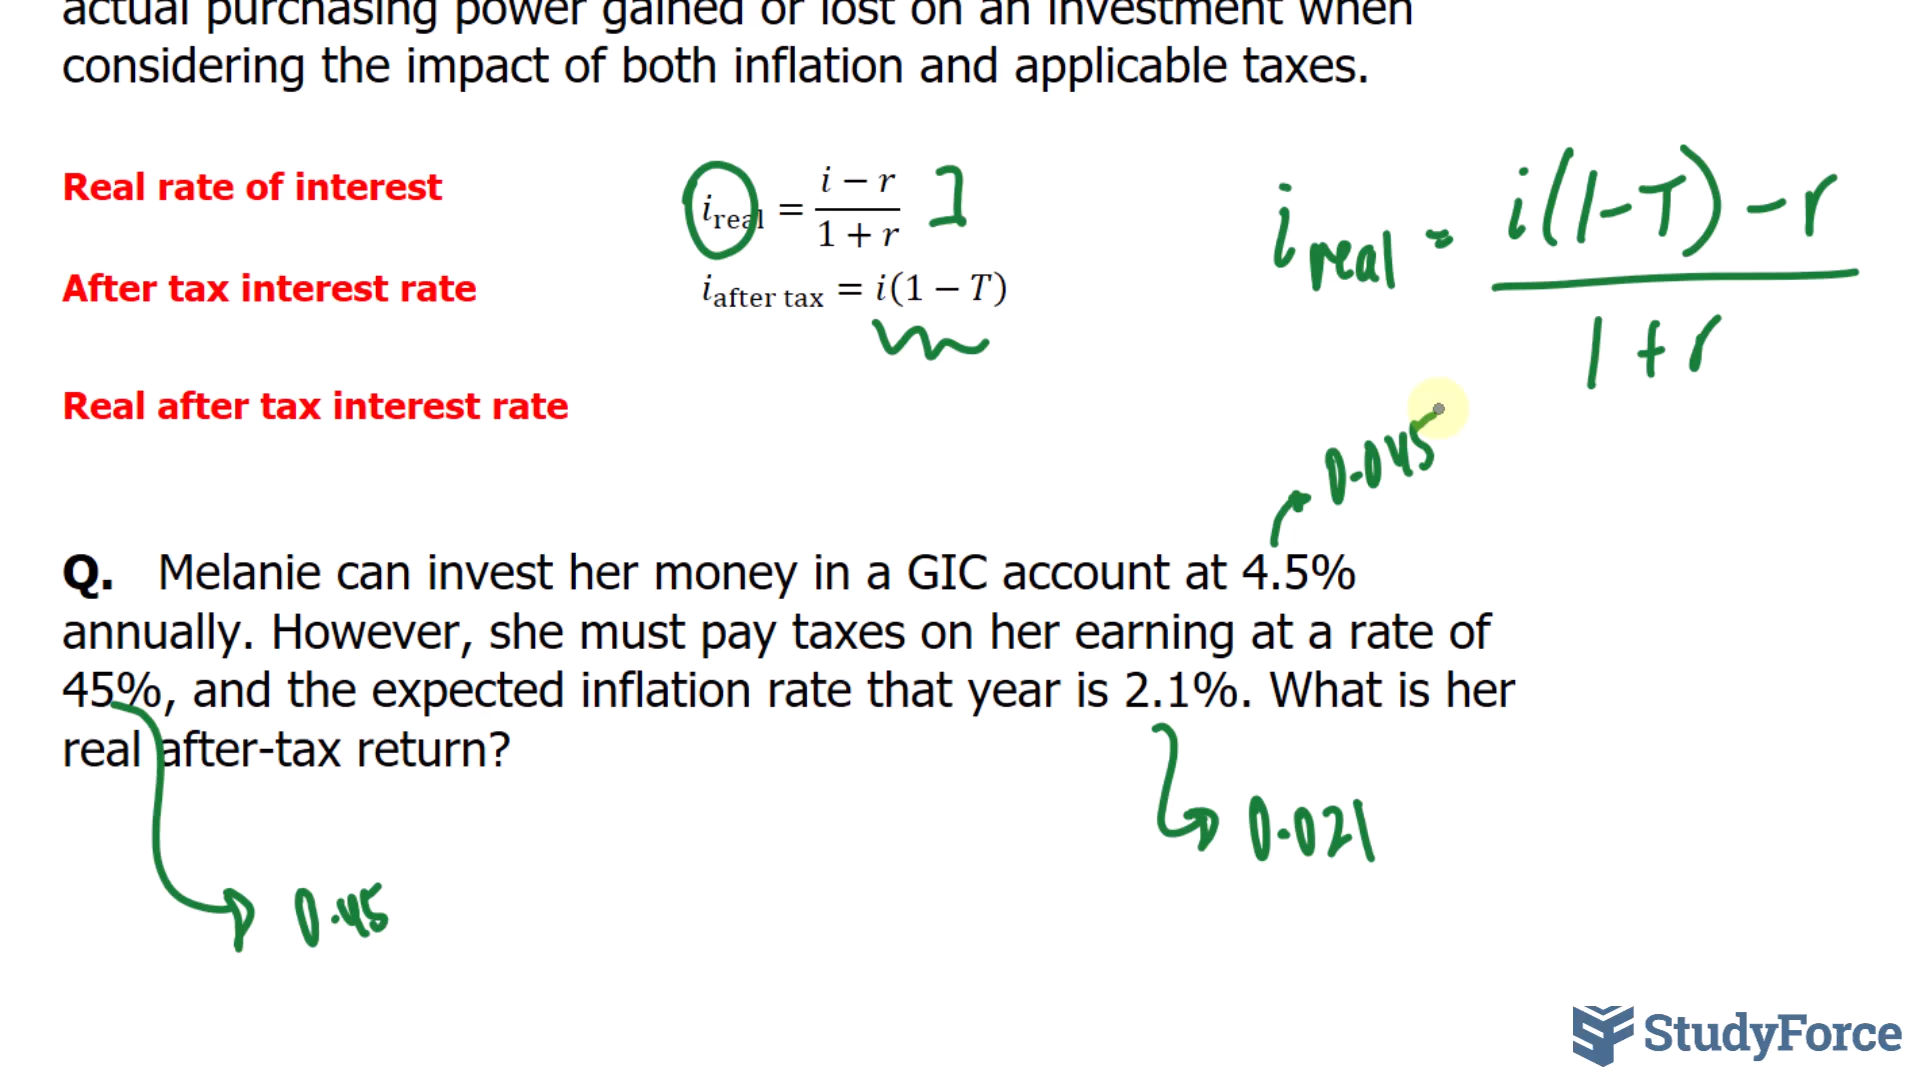 actual purchasing power gained or lost on an investment when
considering the impact of both inflation and applicable taxes.
Real rate of interest
i_real = (i − r)/(1 + r)
i real = (i(1-T) - r)/(1 + r)
After tax interest rate
i_after tax = i(1 − T)
Real after tax interest rate
0.045
Q. Melanie can invest her money in a GIC account at 4.5%
annually. However, she must pay taxes on her earning at a rate of
45%, and the expected inflation rate that year is 2.1%. What is her
real after-tax return?
0.021
0.45
StudyForce